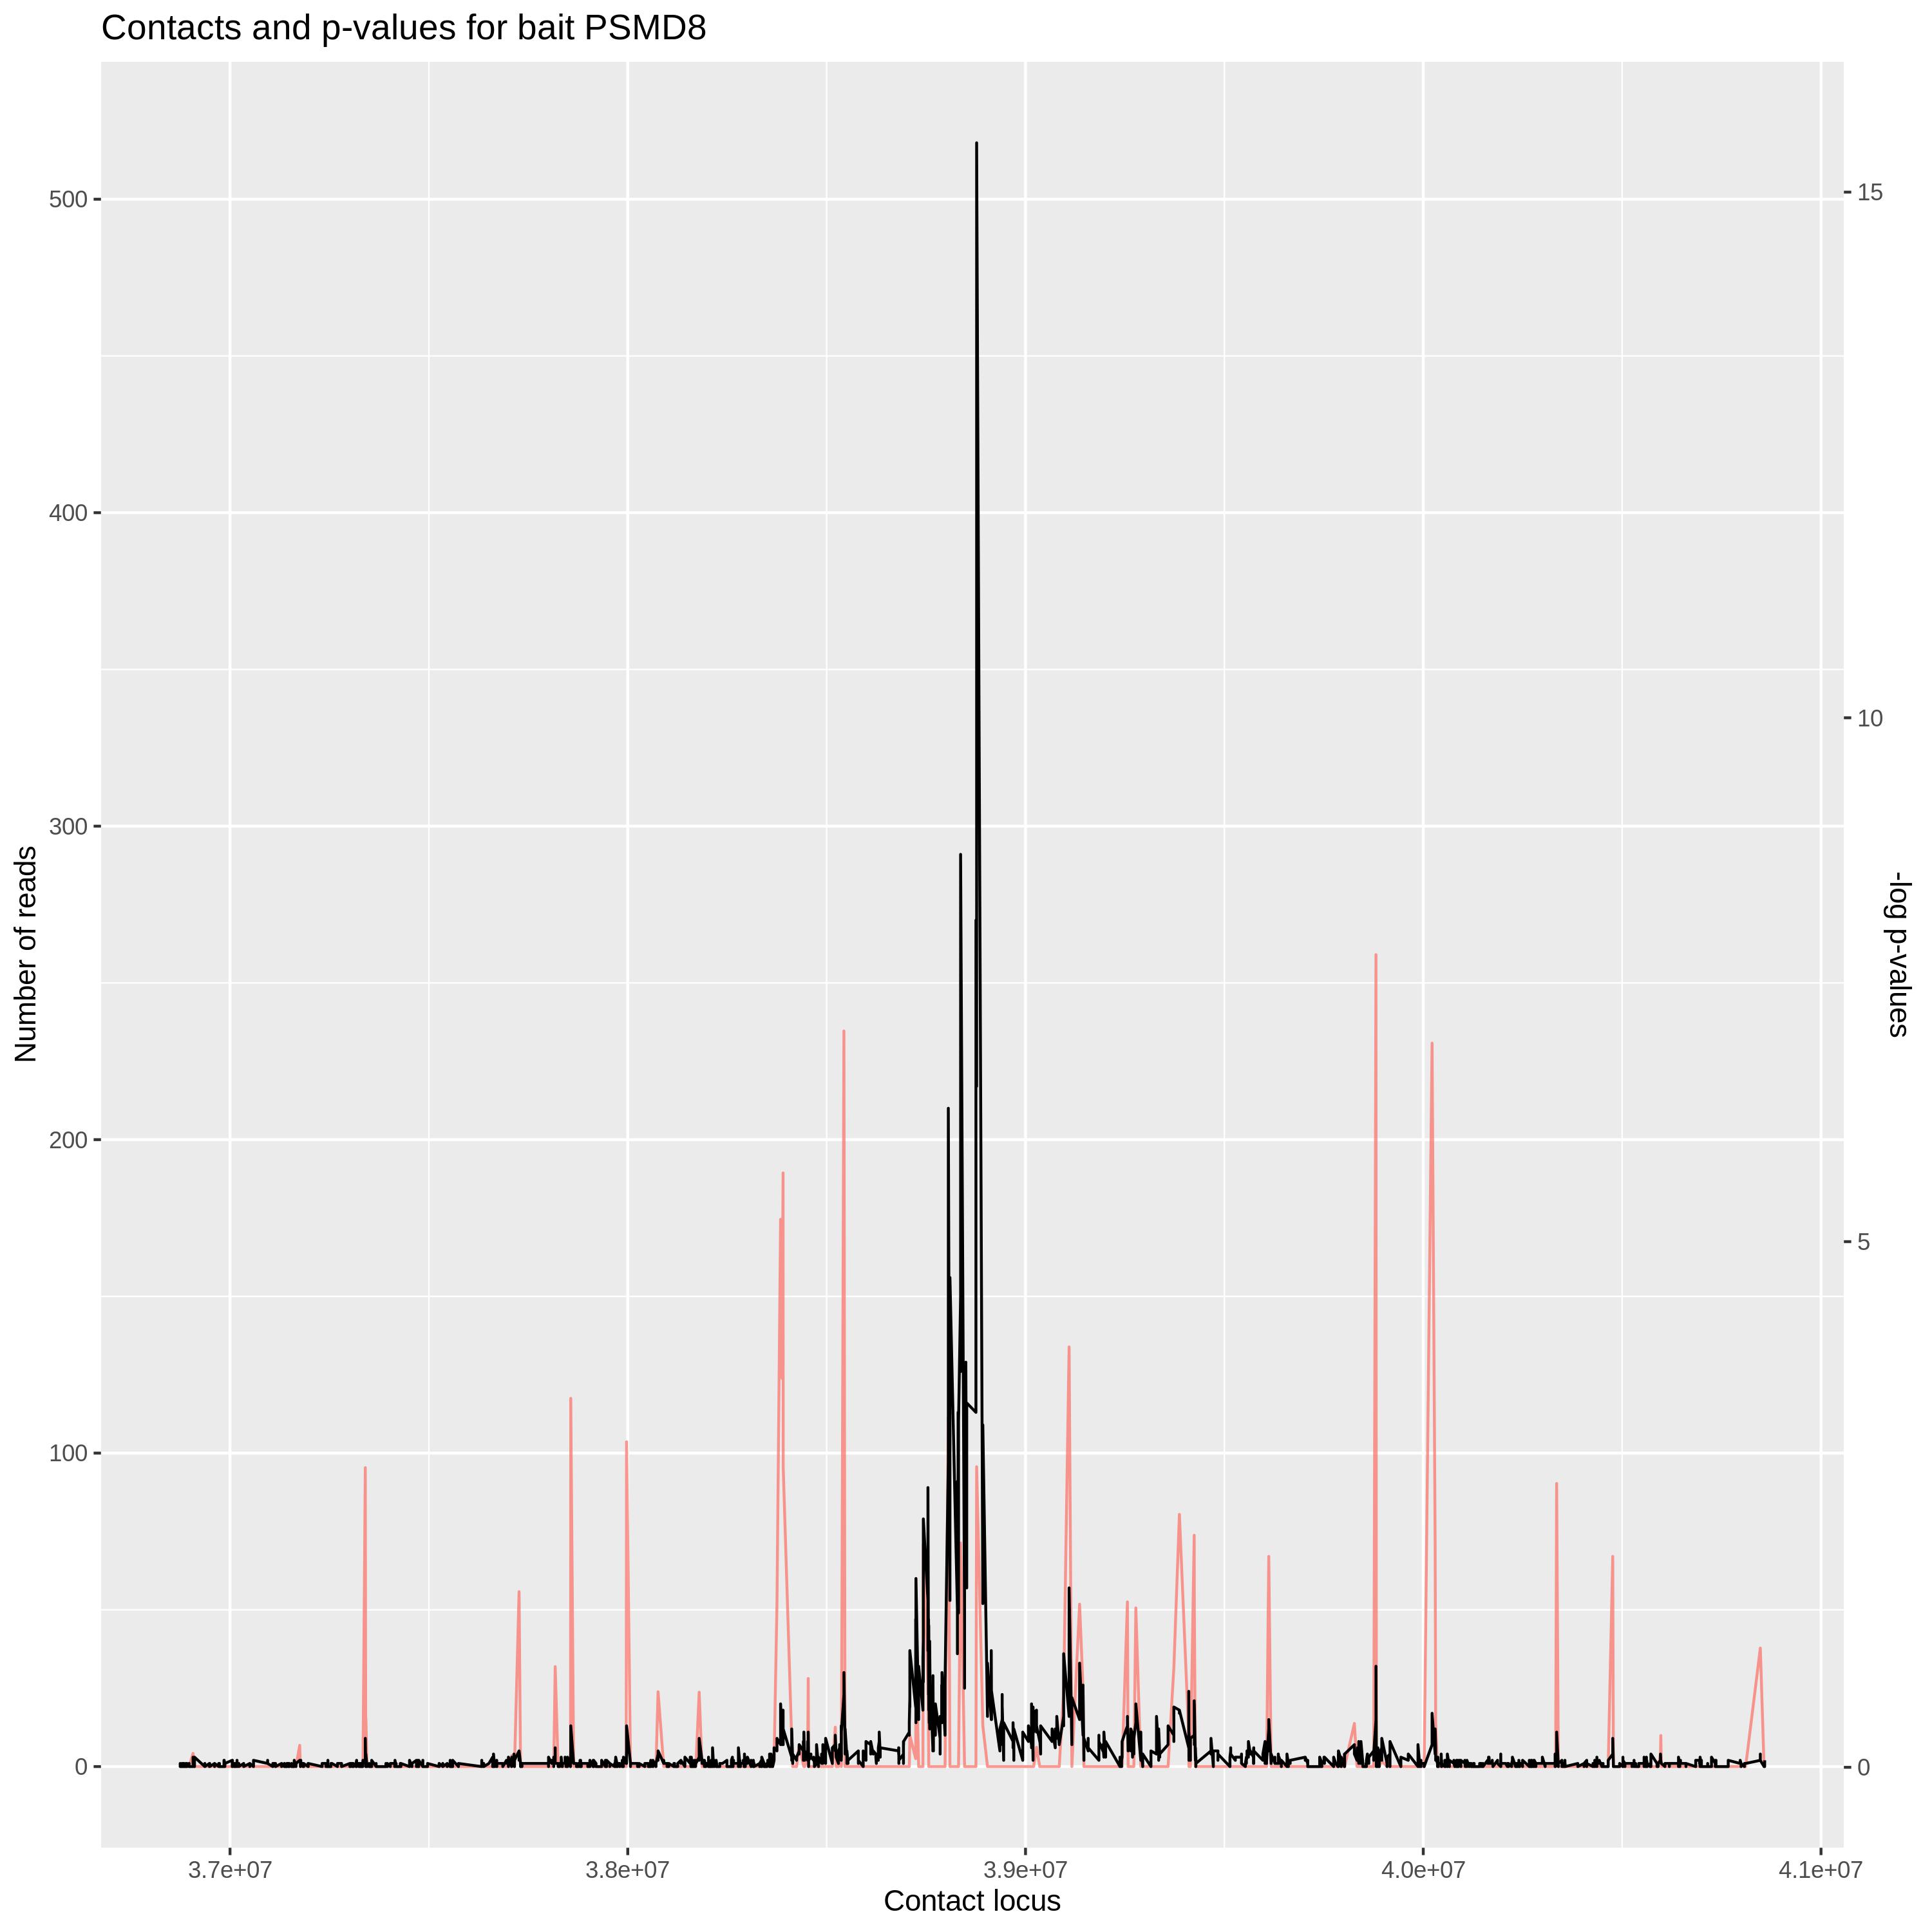 Contacts and p-values for bait PSMD8
500
400
300
200
100
0
15
10
5
0
Number of reads
-log p-values
3.7e+07
3.8e+07
3.9e+07
4.0e+07
4.1e+07
Contact locus